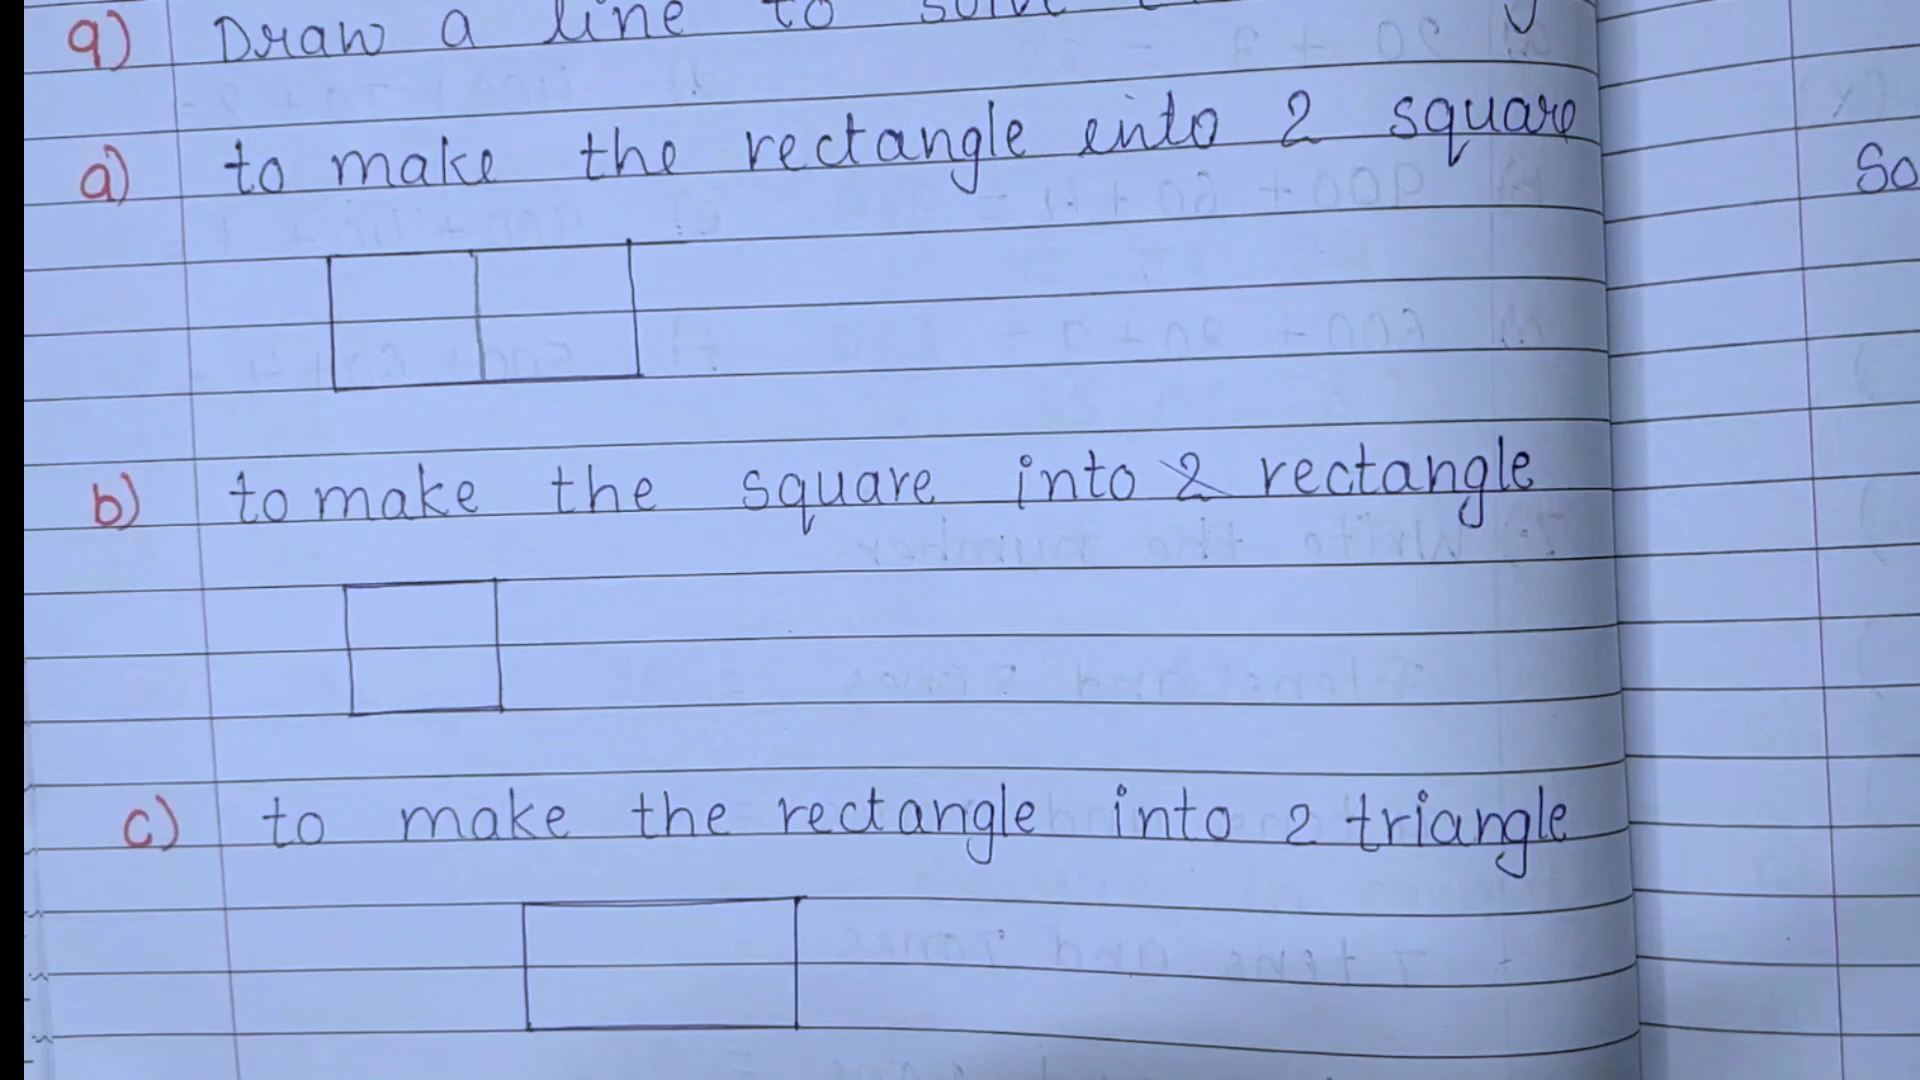 9) Draw a line to solve
a) to make the rectangle into 2 square
b) to make the square into 2 rectangle
c) to make the rectangle into 2 triangle
So